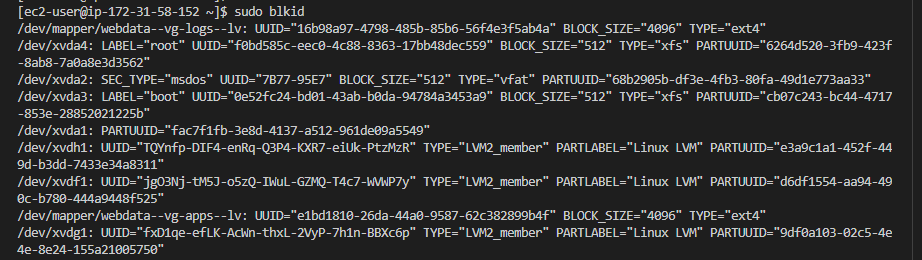 [ec2-user@ip-172-31-58-152 ~]$ sudo blkid
/dev/mapper/webdata--vg-logs--lv: UUID="16b98a97-4798-485b-85b6-56f4e3f5ab4a" BLOCK_SIZE="4096" TYPE="ext4"
/dev/xvda4: LABEL="root" UUID="f0bd585c-eec0-4c88-8363-17bb48dec559" BLOCK_SIZE="512" TYPE="xfs" PARTUUID="6264d520-3fb9-423f
-8ab8-7a0a8e3d3562"
/dev/xvda2: SEC_TYPE="msdos" UUID="7B77-95E7" BLOCK_SIZE="512" TYPE="vfat" PARTUUID="68b2905b-df3e-4fb3-80fa-49d1e773aa33"
/dev/xvda3: LABEL="boot" UUID="0e52fc24-bd01-43ab-b0da-94784a3453a9" BLOCK_SIZE="512" TYPE="xfs" PARTUUID="cb07c243-bc44-4717
-853e-28852021225b"
/dev/xvda1: PARTUUID="fac7f1fb-3e8d-4137-a512-961de09a5549"
/dev/xvdh1: UUID="TQYnfp-DIF4-enRq-Q3P4-KXR7-eiUk-PtzMzR" TYPE="LVM2_member" PARTLABEL="Linux LVM" PARTUUID="e3a9c1a1-452f-44
9d-b3dd-7433e34a8311"
/dev/xvdf1: UUID="jgO3Nj-tM5J-o5zQ-IWuL-GZMQ-T4c7-WVWP7y" TYPE="LVM2_member" PARTLABEL="Linux LVM" PARTUUID="d6df1554-aa94-49
0c-b780-444a9448f525"
/dev/mapper/webdata--vg-apps--lv: UUID="e1bd1810-26da-44a0-9587-62c382899b4f" BLOCK_SIZE="4096" TYPE="ext4"
/dev/xvdg1: UUID="fxD1qe-efLK-AcWn-thxL-2VyP-7h1n-BBXc6p" TYPE="LVM2_member" PARTLABEL="Linux LVM" PARTUUID="9df0a103-02c5-4e
4e-8e24-155a21005750"